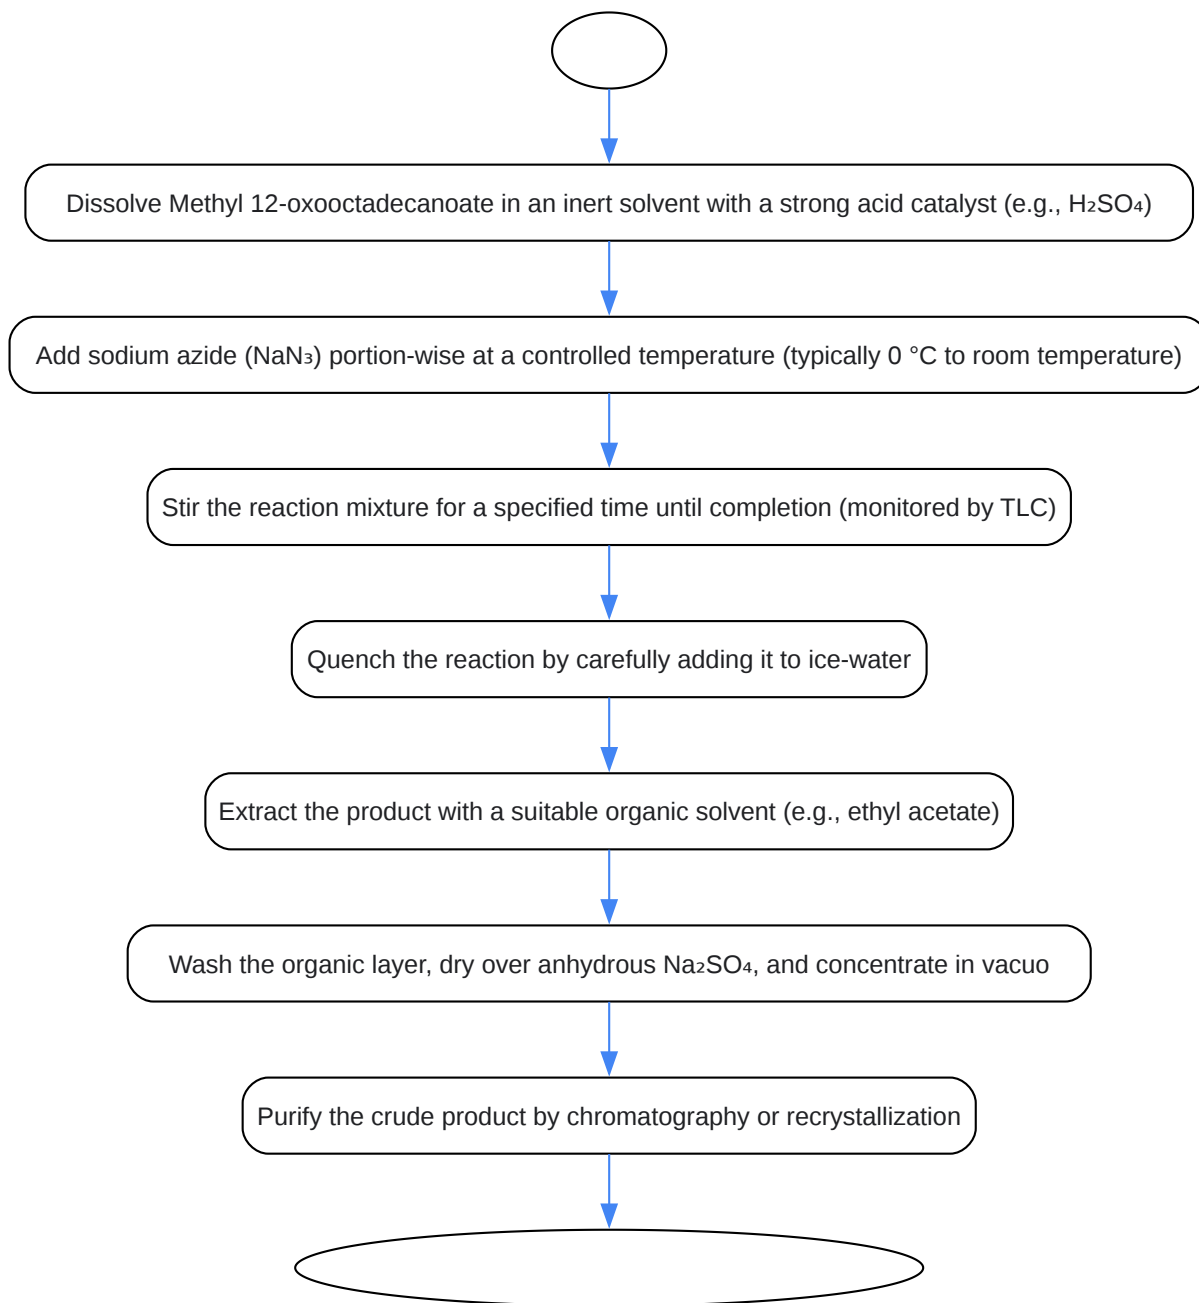 Dissolve Methyl 12-oxooctadecanoate in an inert solvent with a strong acid catalyst (e.g., H₂SO₄)
Add sodium azide (NaN₃) portion-wise at a controlled temperature (typically 0 °C to room temperature)
Stir the reaction mixture for a specified time until completion (monitored by TLC)
Quench the reaction by carefully adding it to ice-water
Extract the product with a suitable organic solvent (e.g., ethyl acetate)
Wash the organic layer, dry over anhydrous Na₂SO₄, and concentrate in vacuo
Purify the crude product by chromatography or recrystallization